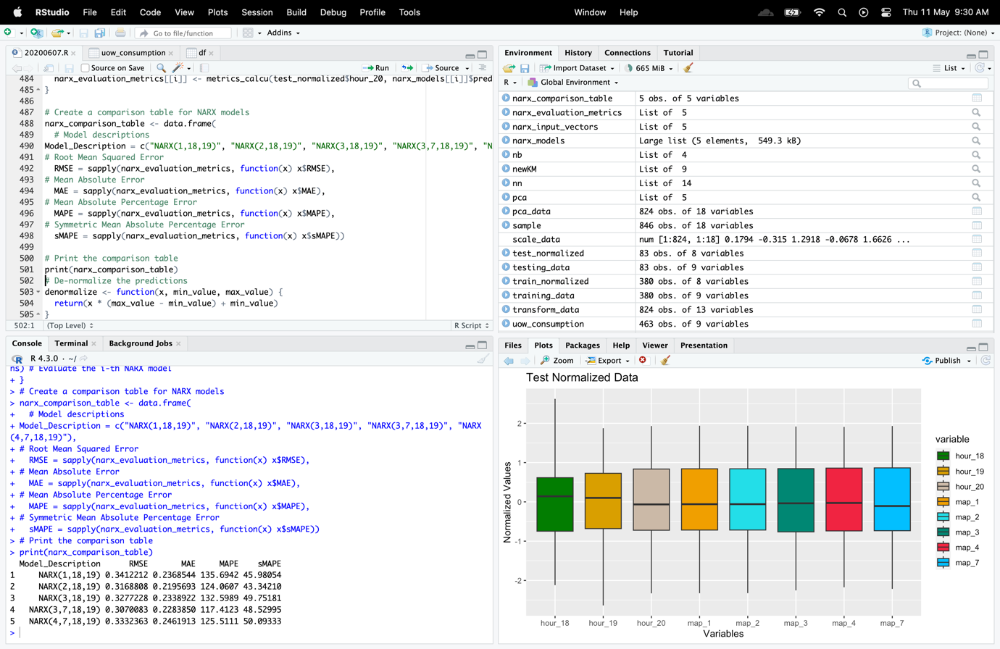 RStudio File Edit Code View Plots Session Build Debug Profile Tools Window Help Thu 11 May 9:30 AM
Go to file/function Addins Project: (None)
20200607.R uow_consumption df
Source on Save Run Source
484 narx_evaluation_metrics[[i]] <- metrics_calcu(test_normalized$hour_20, narx_models[[i]]$pred
485 }
486
487 # Create a comparison table for NARX models
488 narx_comparison_table <- data.frame(
489 # Model descriptions
490 Model_Description = c("NARX(1,18,19)", "NARX(2,18,19)", "NARX(3,18,19)", "NARX(3,7,18,19)", "N
491 # Root Mean Squared Error
492 RMSE = sapply(narx_evaluation_metrics, function(x) x$RMSE),
493 # Mean Absolute Error
494 MAE = sapply(narx_evaluation_metrics, function(x) x$MAE),
495 # Mean Absolute Percentage Error
496 MAPE = sapply(narx_evaluation_metrics, function(x) x$MAPE),
497 # Symmetric Mean Absolute Percentage Error
498 sMAPE = sapply(narx_evaluation_metrics, function(x) x$sMAPE))
499
500 # Print the comparison table
501 print(narx_comparison_table)
502 # De-normalize the predictions
503 denormalize <- function(x, min_value, max_value) {
504 return(x * (max_value - min_value) + min_value)
505 }
502:1 (Top Level) R Script
Console Terminal Background Jobs
R 4.3.0 · ~/
ns) # Evaluate the i-th NARX model
+ }
> # Create a comparison table for NARX models
> narx_comparison_table <- data.frame(
+ # Model descriptions
+ Model_Description = c("NARX(1,18,19)", "NARX(2,18,19)", "NARX(3,18,19)", "NARX(3,7,18,19)", "NARX
(4,7,18,19)"),
+ # Root Mean Squared Error
+ RMSE = sapply(narx_evaluation_metrics, function(x) x$RMSE),
+ # Mean Absolute Error
+ MAE = sapply(narx_evaluation_metrics, function(x) x$MAE),
+ # Mean Absolute Percentage Error
+ MAPE = sapply(narx_evaluation_metrics, function(x) x$MAPE),
+ # Symmetric Mean Absolute Percentage Error
+ sMAPE = sapply(narx_evaluation_metrics, function(x) x$sMAPE))
> # Print the comparison table
> print(narx_comparison_table)
Model_Description RMSE MAE MAPE sMAPE
1 NARX(1,18,19) 0.3412212 0.2368544 135.6942 45.98054
2 NARX(2,18,19) 0.3168808 0.2195693 124.0607 43.34210
3 NARX(3,18,19) 0.3277228 0.2338922 132.5989 49.75181
4 NARX(3,7,18,19) 0.3070083 0.2283850 117.4123 48.52995
5 NARX(4,7,18,19) 0.3332363 0.2461913 125.5111 50.09333
>
Environment History Connections Tutorial
Import Dataset 665 MiB List
R Global Environment
narx_comparison_table 5 obs. of 5 variables
narx_evaluation_metrics List of 5
narx_input_vectors List of 5
narx_models Large list (5 elements, 549.3 kB)
nb List of 4
newKM List of 9
nn List of 14
pca List of 5
pca_data 824 obs. of 18 variables
sample 846 obs. of 18 variables
scale_data num [1:824, 1:18] 0.1794 -0.315 1.2918 -0.0678 1.6626 ...
test_normalized 83 obs. of 8 variables
testing_data 83 obs. of 9 variables
train_normalized 380 obs. of 8 variables
training_data 380 obs. of 9 variables
transform_data 824 obs. of 13 variables
uow_consumption 463 obs. of 9 variables
Files Plots Packages Help Viewer Presentation
Zoom Export Publish
Test Normalized Data
Normalized Values
2
1
0
-1
-2
hour_18 hour_19 hour_20 map_1 map_2 map_3 map_4 map_7
Variables
variable
hour_18
hour_19
hour_20
map_1
map_2
map_3
map_4
map_7